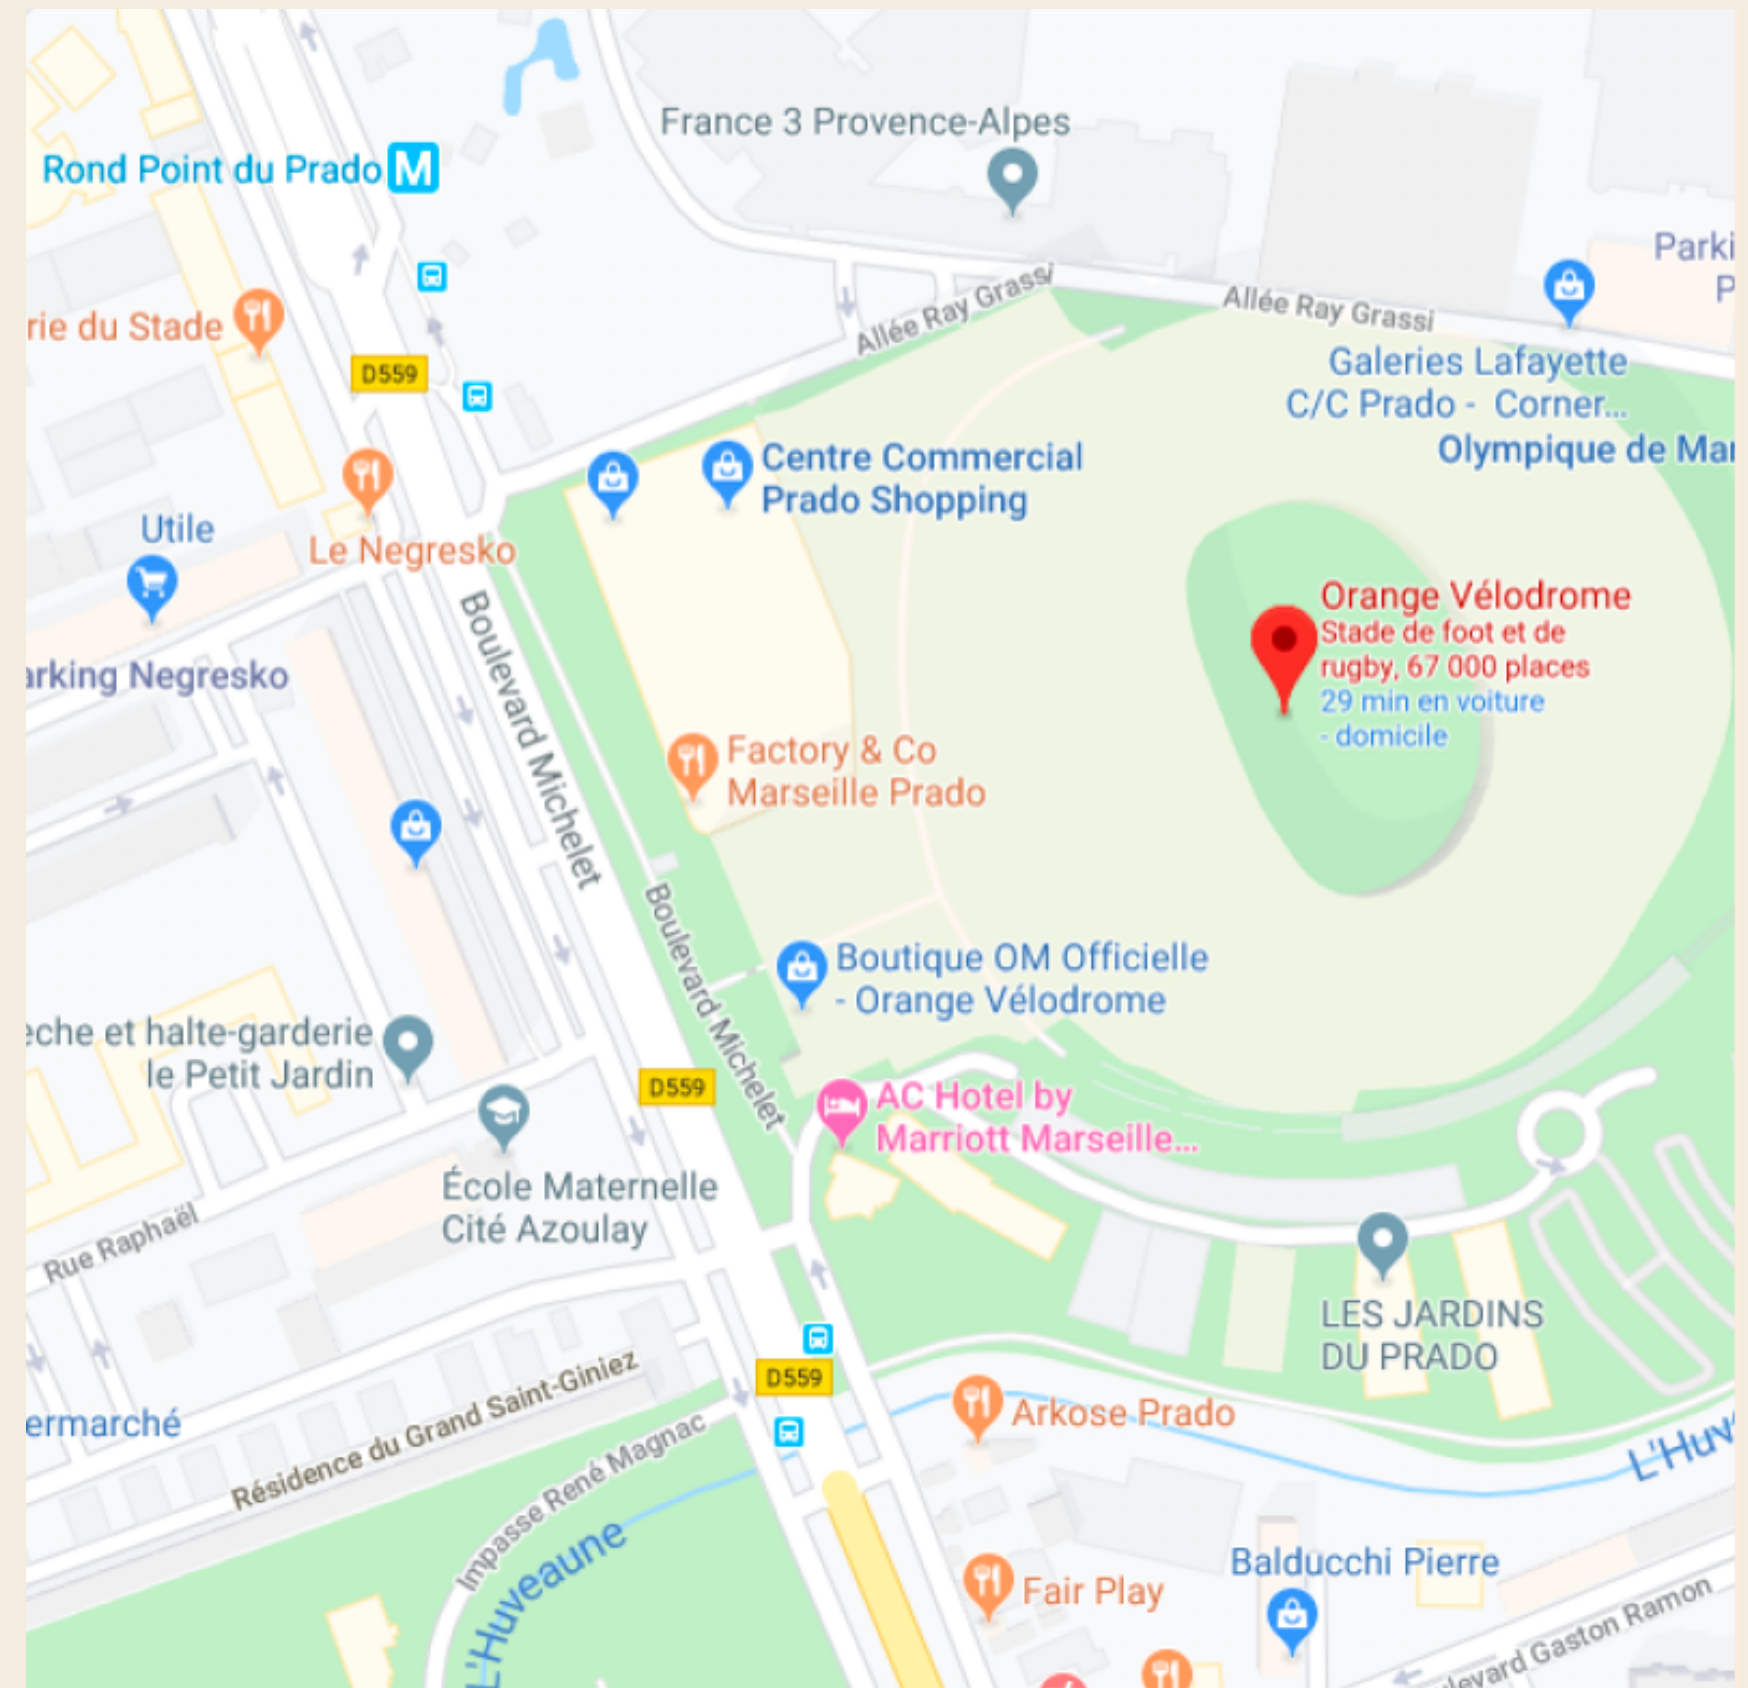 France 3 Provence-Alpes
Rond Point du Prado
M
Parki
P
rie du Stade
Allée Ray Grassi
Allée Ray Grassi
D559
Galeries Lafayette
C/C Prado - Corner...
Olympique de Mar
Centre Commercial
Prado Shopping
Utile
Le Negresko
Orange Vélodrome
Stade de foot et de
rugby, 67 000 places
29 min en voiture
- domicile
arking Negresko
Boulevard Michelet
Factory & Co
Marseille Prado
Boulevard Michelet
Boutique OM Officielle
- Orange Vélodrome
eche et halte-garderie
le Petit Jardin
D559
AC Hotel by
Marriott Marseille...
École Maternelle
Cité Azoulay
Rue Raphaël
LES JARDINS
DU PRADO
D559
Résidence du Grand Saint-Giniez
ermarché
Arkose Prado
Impasse René Magnac
L'Huv
L'Huveaune
Balducchi Pierre
Fair Play
levard Gaston Ramon